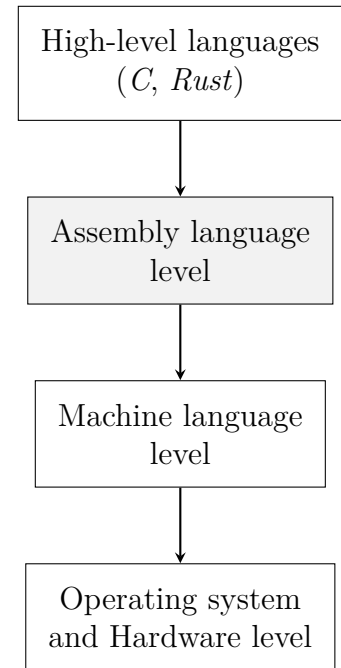 High-level languages
(C, Rust)
Assembly language
level
Machine language
level
Operating system
and Hardware level